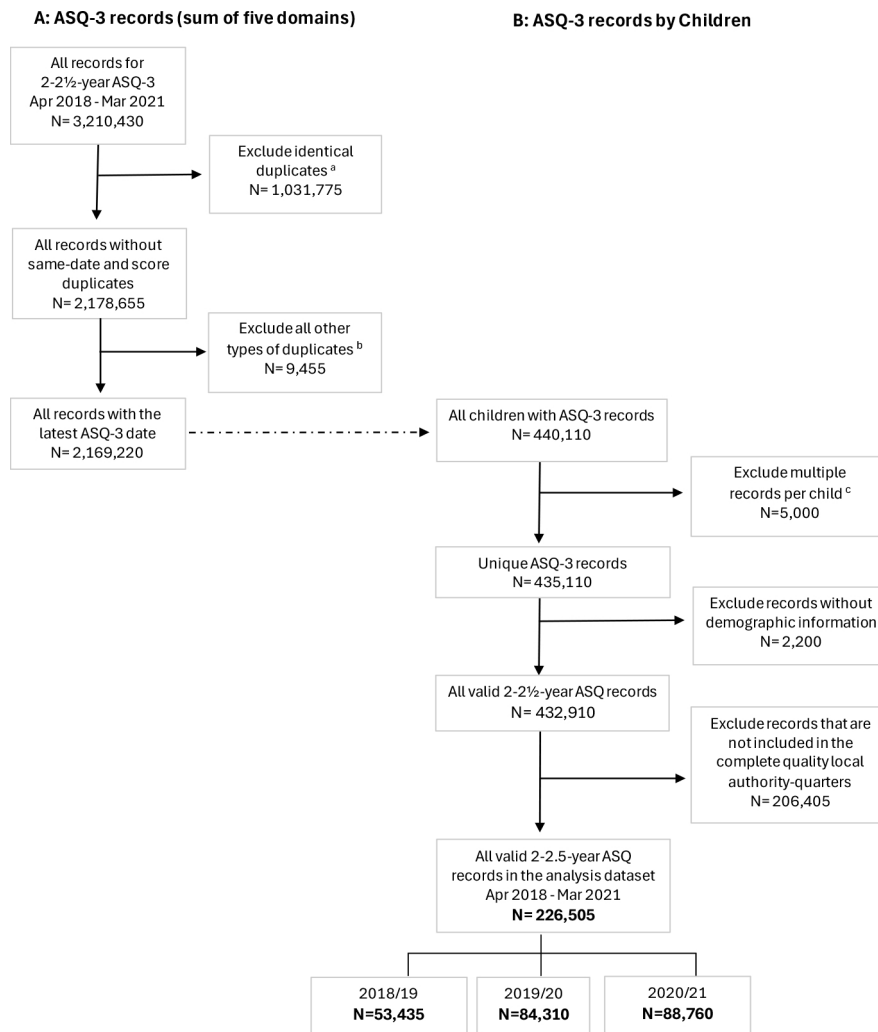 A: ASQ-3 records (sum of five domains)
B: ASQ-3 records by Children
All records for
2-2½-year ASQ-3
Apr 2018 - Mar 2021
N= 3,210,430
Exclude identical
duplicates ª
N= 1,031,775
All records without
same-date and score
duplicates
N= 2,178,655
Exclude all other
types of duplicates ᵇ
N= 9,455
All records with the
latest ASQ-3 date
N= 2,169,220
All children with ASQ-3 records
N= 440,110
Exclude multiple
records per child ᶜ
N=5,000
Unique ASQ-3 records
N= 435,110
Exclude records without
demographic information
N= 2,200
All valid 2-2½-year ASQ records
N= 432,910
Exclude records that are
not included in the
complete quality local
authority-quarters
N= 206,405
All valid 2-2.5-year ASQ
records in the analysis dataset
Apr 2018 - Mar 2021
N= 226,505
2018/19
N=53,435
2019/20
N=84,310
2020/21
N=88,760